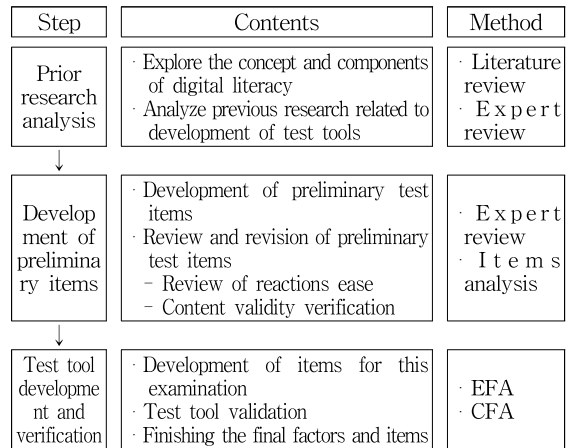 Step
Contents
Method
Prior
research
analysis
· Explore the concept and components
of digital literacy
· Analyze previous research related to
development of test tools
· Literature
review
· Expert
review
↓
Develop
ment of
prelimina
ry items
· Development of preliminary test
items
· Review and revision of preliminary
test items
- Review of reactions ease
- Content validity verification
· Expert
review
· Items
analysis
↓
Test tool
developme
nt and
verification
· Development of items for this
examination
· Test tool validation
· Finishing the final factors and items
· EFA
· CFA